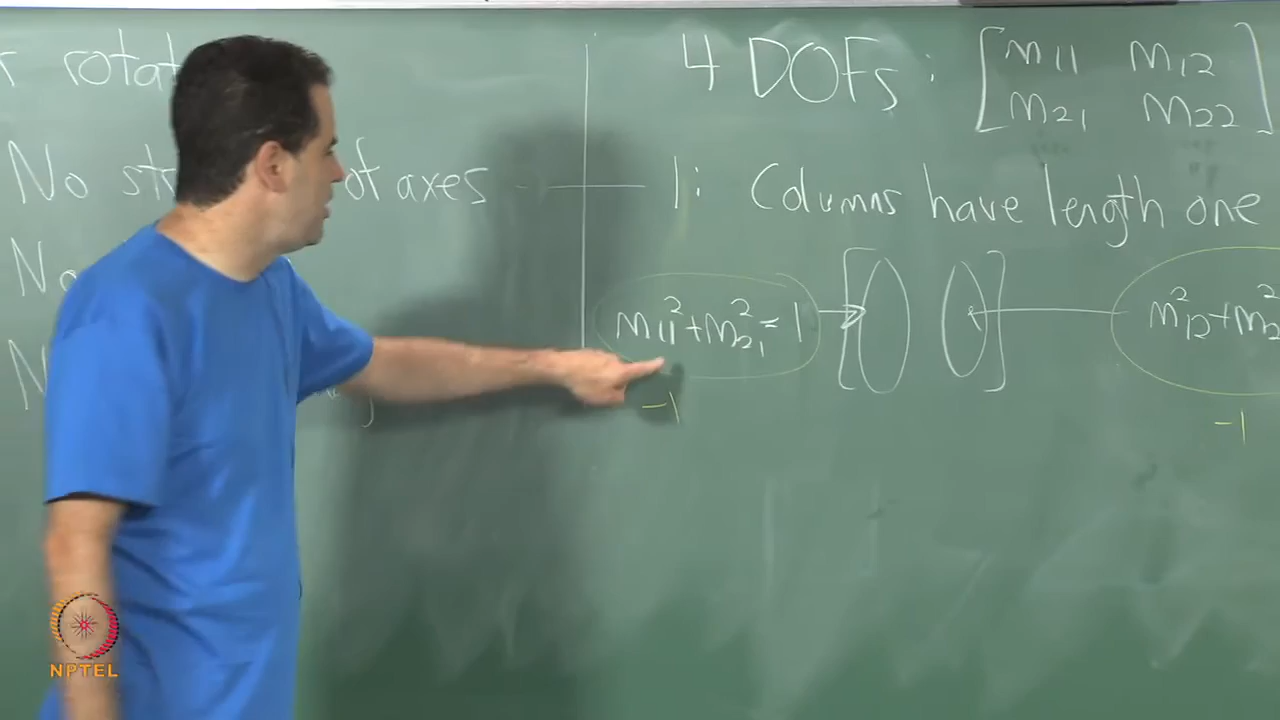 r rotat
No st of axes
No
N
4 DOFs : [ m11 m12
m21 m22 ]
1: Columns have length one
m11² + m21² = 1
m12² + m2
-1
-1
NPTEL